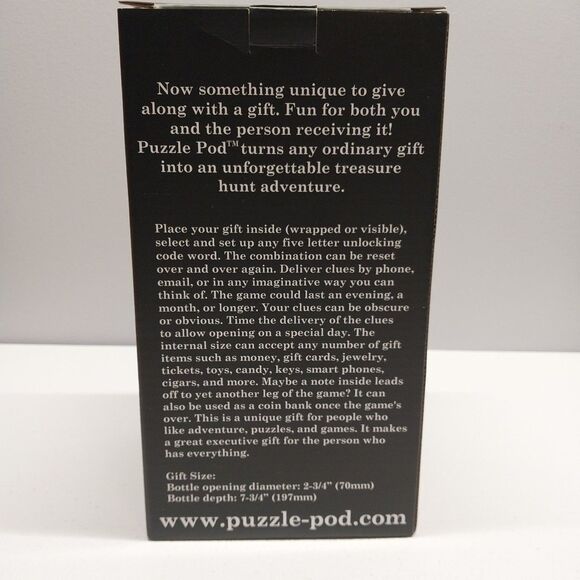 Now something unique to give
along with a gift. Fun for both you
and the person receiving it!
Puzzle Pod™ turns any ordinary gift
into an unforgettable treasure
hunt adventure.
Place your gift inside (wrapped or visible),
select and set up any five letter unlocking
code word. The combination can be reset
over and over again. Deliver clues by phone,
email, or in any imaginative way you can
think of. The game could last an evening, a
month, or longer. Your clues can be obscure
or obvious. Time the delivery of the clues
to allow opening on a special day. The
internal size can accept any number of gift
items such as money, gift cards, jewelry,
tickets, toys, candy, keys, smart phones,
cigars, and more. Maybe a note inside leads
off to yet another leg of the game? It can
also be used as a coin bank once the game's
over. This is a unique gift for people who
like adventure, puzzles, and games. It makes
a great executive gift for the person who
has everything.
Gift Size:
Bottle opening diameter: 2-3/4" (70mm)
Bottle depth: 7-3/4" (197mm)
www.puzzle-pod.com